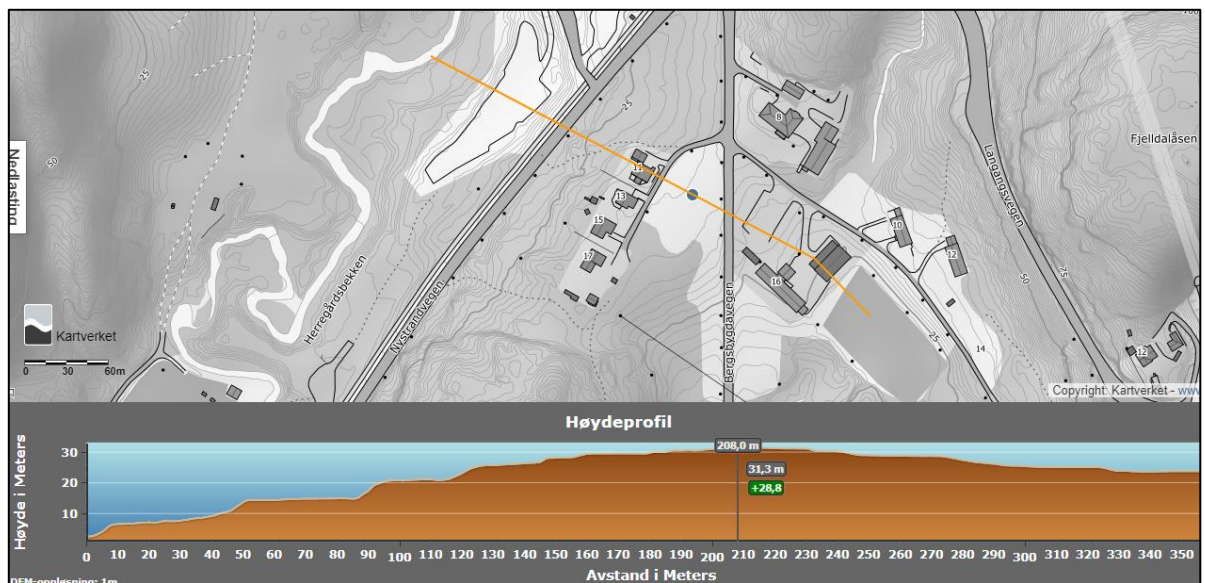 Nedlasting
25
50
Herregårdsbekken
Nystrandvegen
25
8
11
13
15
17
Bergsbygdavegen
16
10
12
Langangsvegen
Fjelldalåsen
50
75
25
14
12
Kartverket
0 30 60m
Copyright: Kartverket - www
Høydeprofil
Høyde i Meters
30
20
10
208,0 m
31,3 m
+28,8
0 10 20 30 40 50 60 70 80 90 100 110 120 130 140 150 160 170 180 190 200 210 220 230 240 250 260 270 280 290 300 310 320 330 340 350
Avstand i Meters
DEM-oppløsning: 1m